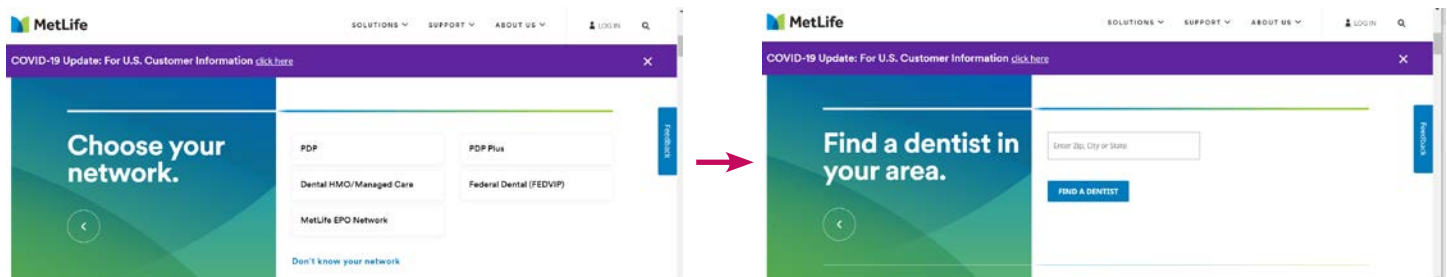 MetLife
SOLUTIONS SUPPORT ABOUT US LOG IN
COVID-19 Update: For U.S. Customer Information click here
Choose your
network.
PDP
PDP Plus
Dental HMO/Managed Care
Federal Dental (FEDVIP)
MetLife EPO Network
Don't know your network
Feedback
MetLife
SOLUTIONS SUPPORT ABOUT US LOG IN
COVID-19 Update: For U.S. Customer Information click here
Find a dentist in
your area.
Enter Zip, City or State
FIND A DENTIST
Feedback